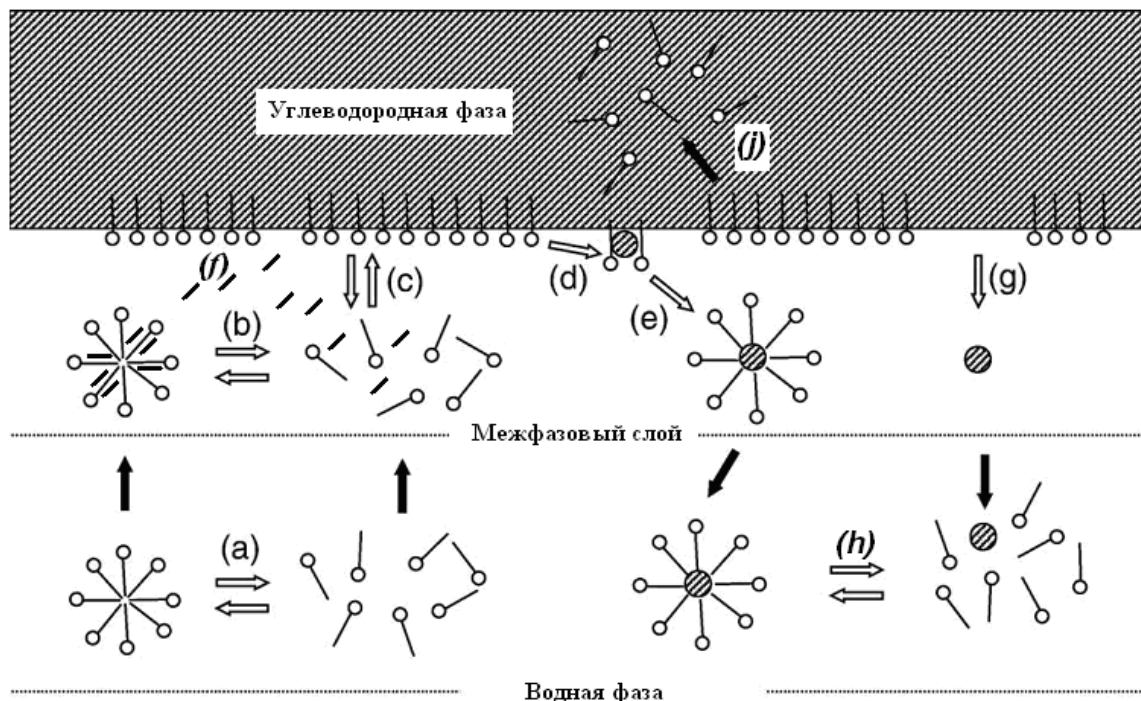 Углеводородная фаза
(j)
(f)
(c)
(d)
(g)
(b)
(e)
Межфазовый слой
(a)
(h)
Водная фаза